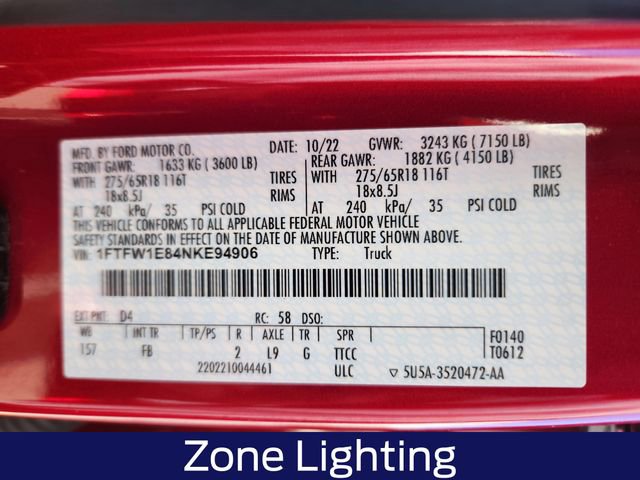 MFD. BY FORD MOTOR CO. DATE: 10/22 GVWR: 3243 KG ( 7150 LB)
FRONT GAWR: 1633 KG ( 3600 LB) REAR GAWR: 1882 KG ( 4150 LB)
WITH 275/65R18 116T TIRES WITH 275/65R18 116T TIRES
18x8.5J RIMS 18x8.5J RIMS
AT 240 kPa/ 35 PSI COLD AT 240 kPa/ 35 PSI COLD
THIS VEHICLE CONFORMS TO ALL APPLICABLE FEDERAL MOTOR VEHICLE
SAFETY STANDARDS IN EFFECT ON THE DATE OF MANUFACTURE SHOWN ABOVE.
VIN: 1FTFW1E84NKE94906 TYPE: Truck
EXT PNT: D4 RC: 58 DSO:
WB INT TR TP/PS R AXLE TR SPR F0140
157 FB 2 L9 G TTCC T0612
2202210044461 ULC ▽ 5U5A-3520472-AA
Zone Lighting